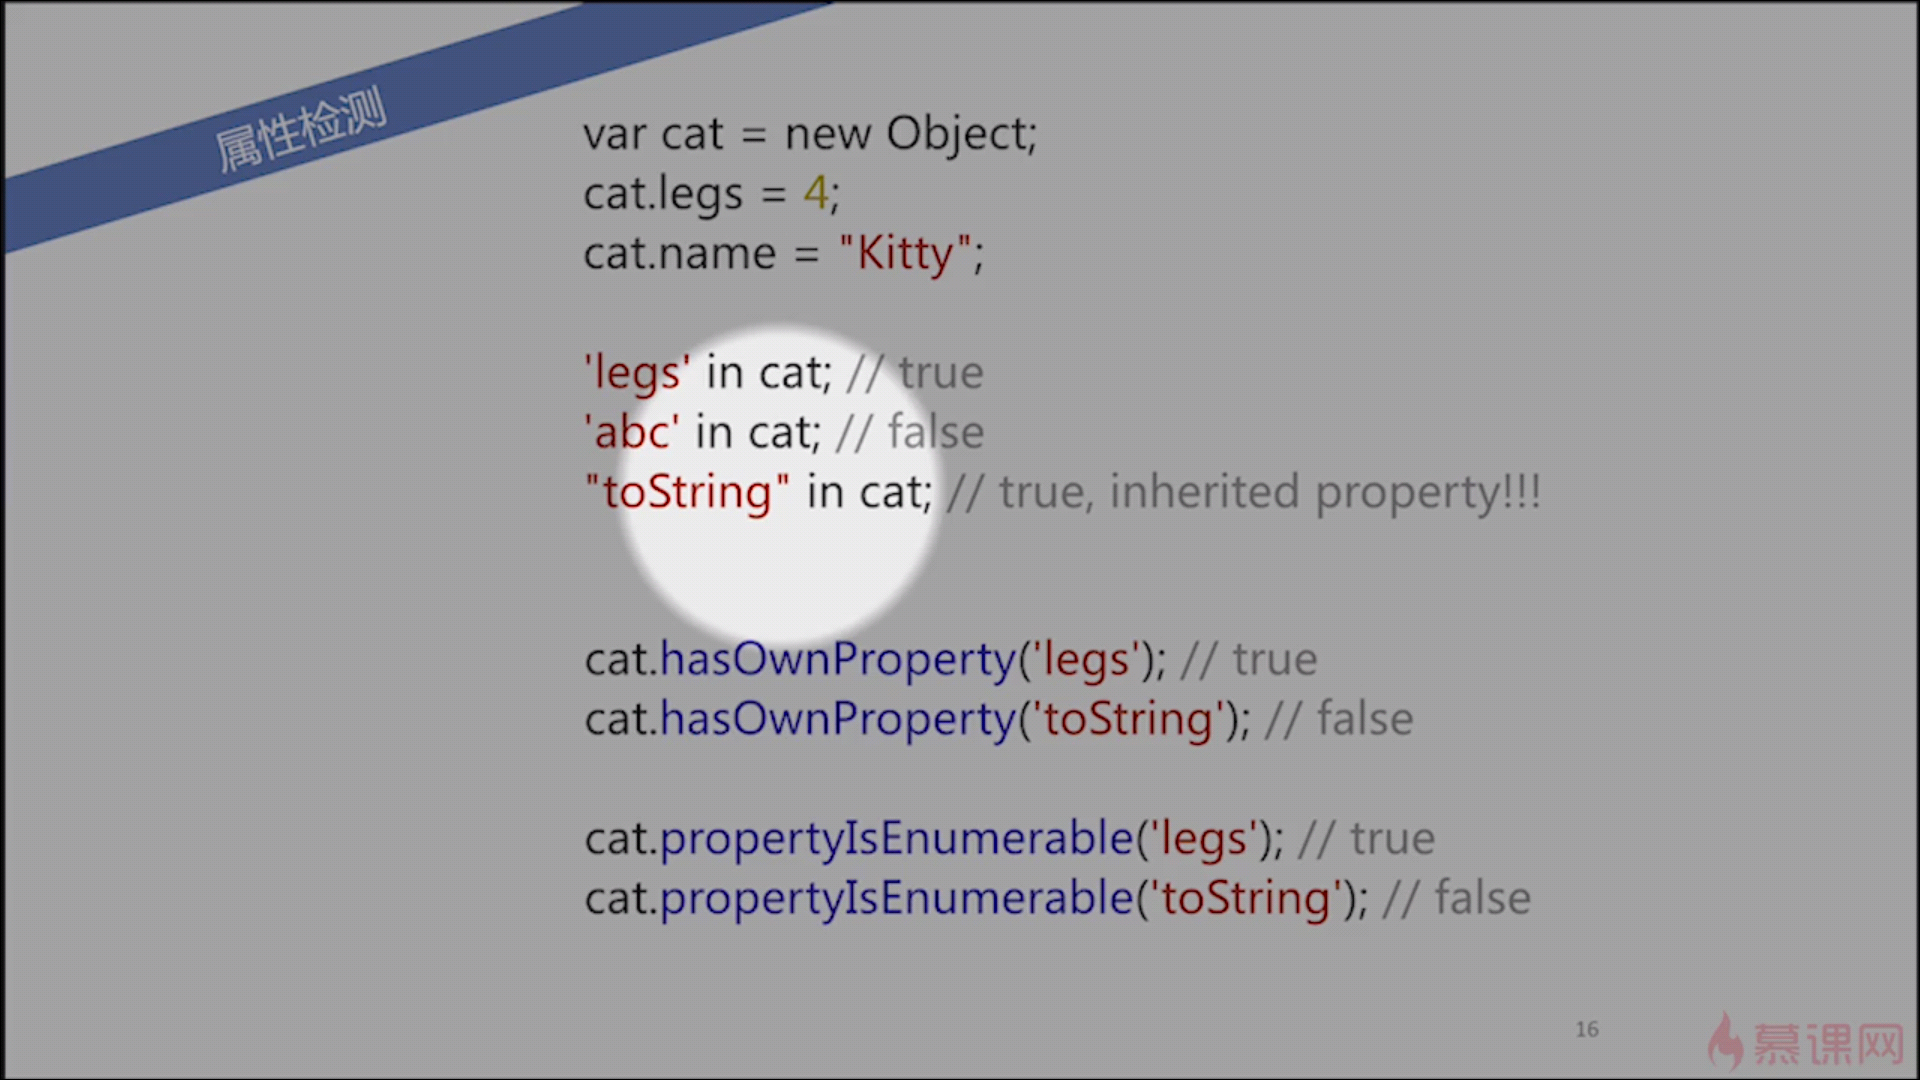 属性检测
var cat = new Object;
cat.legs = 4;
cat.name = "Kitty";
'legs' in cat; // true
'abc' in cat; // false
"toString" in cat; // true, inherited property!!!
cat.hasOwnProperty('legs'); // true
cat.hasOwnProperty('toString'); // false
cat.propertyIsEnumerable('legs'); // true
cat.propertyIsEnumerable('toString'); // false
16
慕课网